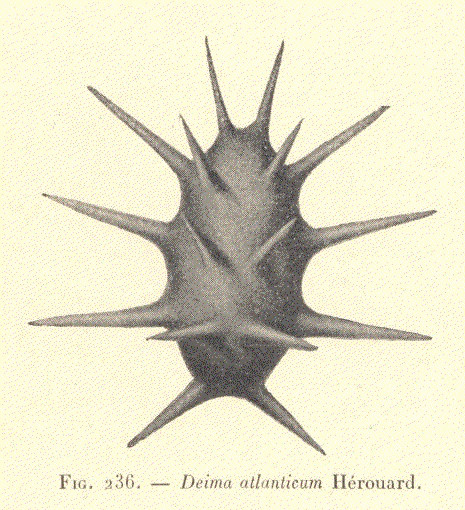 FIG. 236. — Deima atlanticum Hérouard.